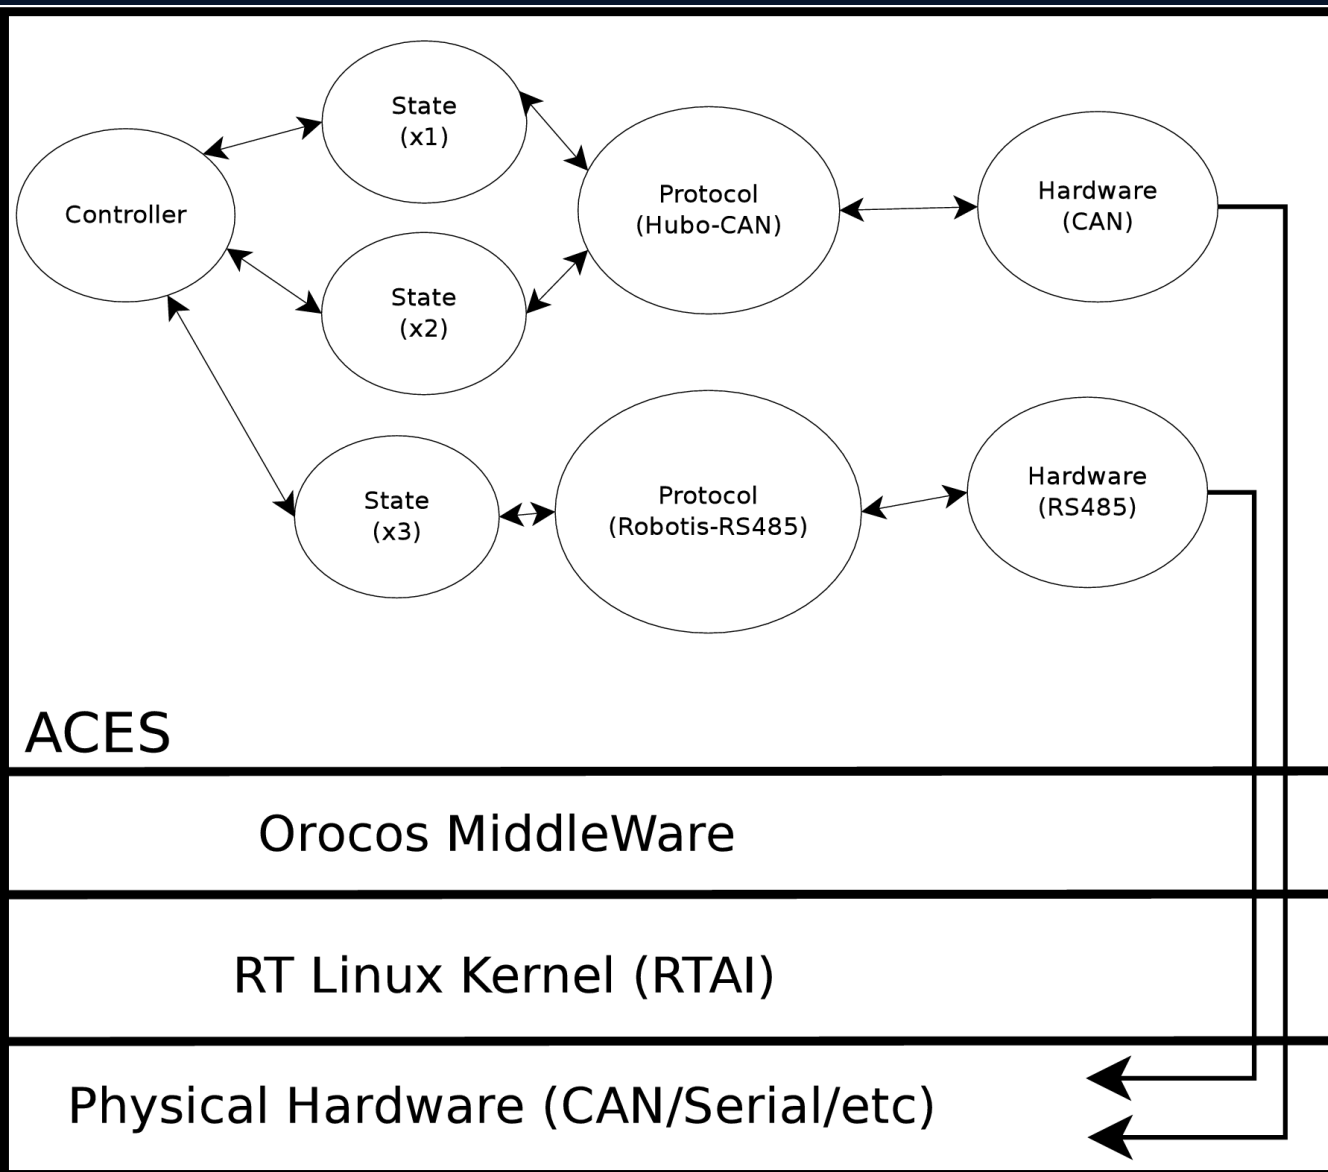 State
(x1)
Controller
Protocol
(Hubo-CAN)
Hardware
(CAN)
State
(x2)
State
(x3)
Protocol
(Robotis-RS485)
Hardware
(RS485)
ACES
Orocos MiddleWare
RT Linux Kernel (RTAI)
Physical Hardware (CAN/Serial/etc)